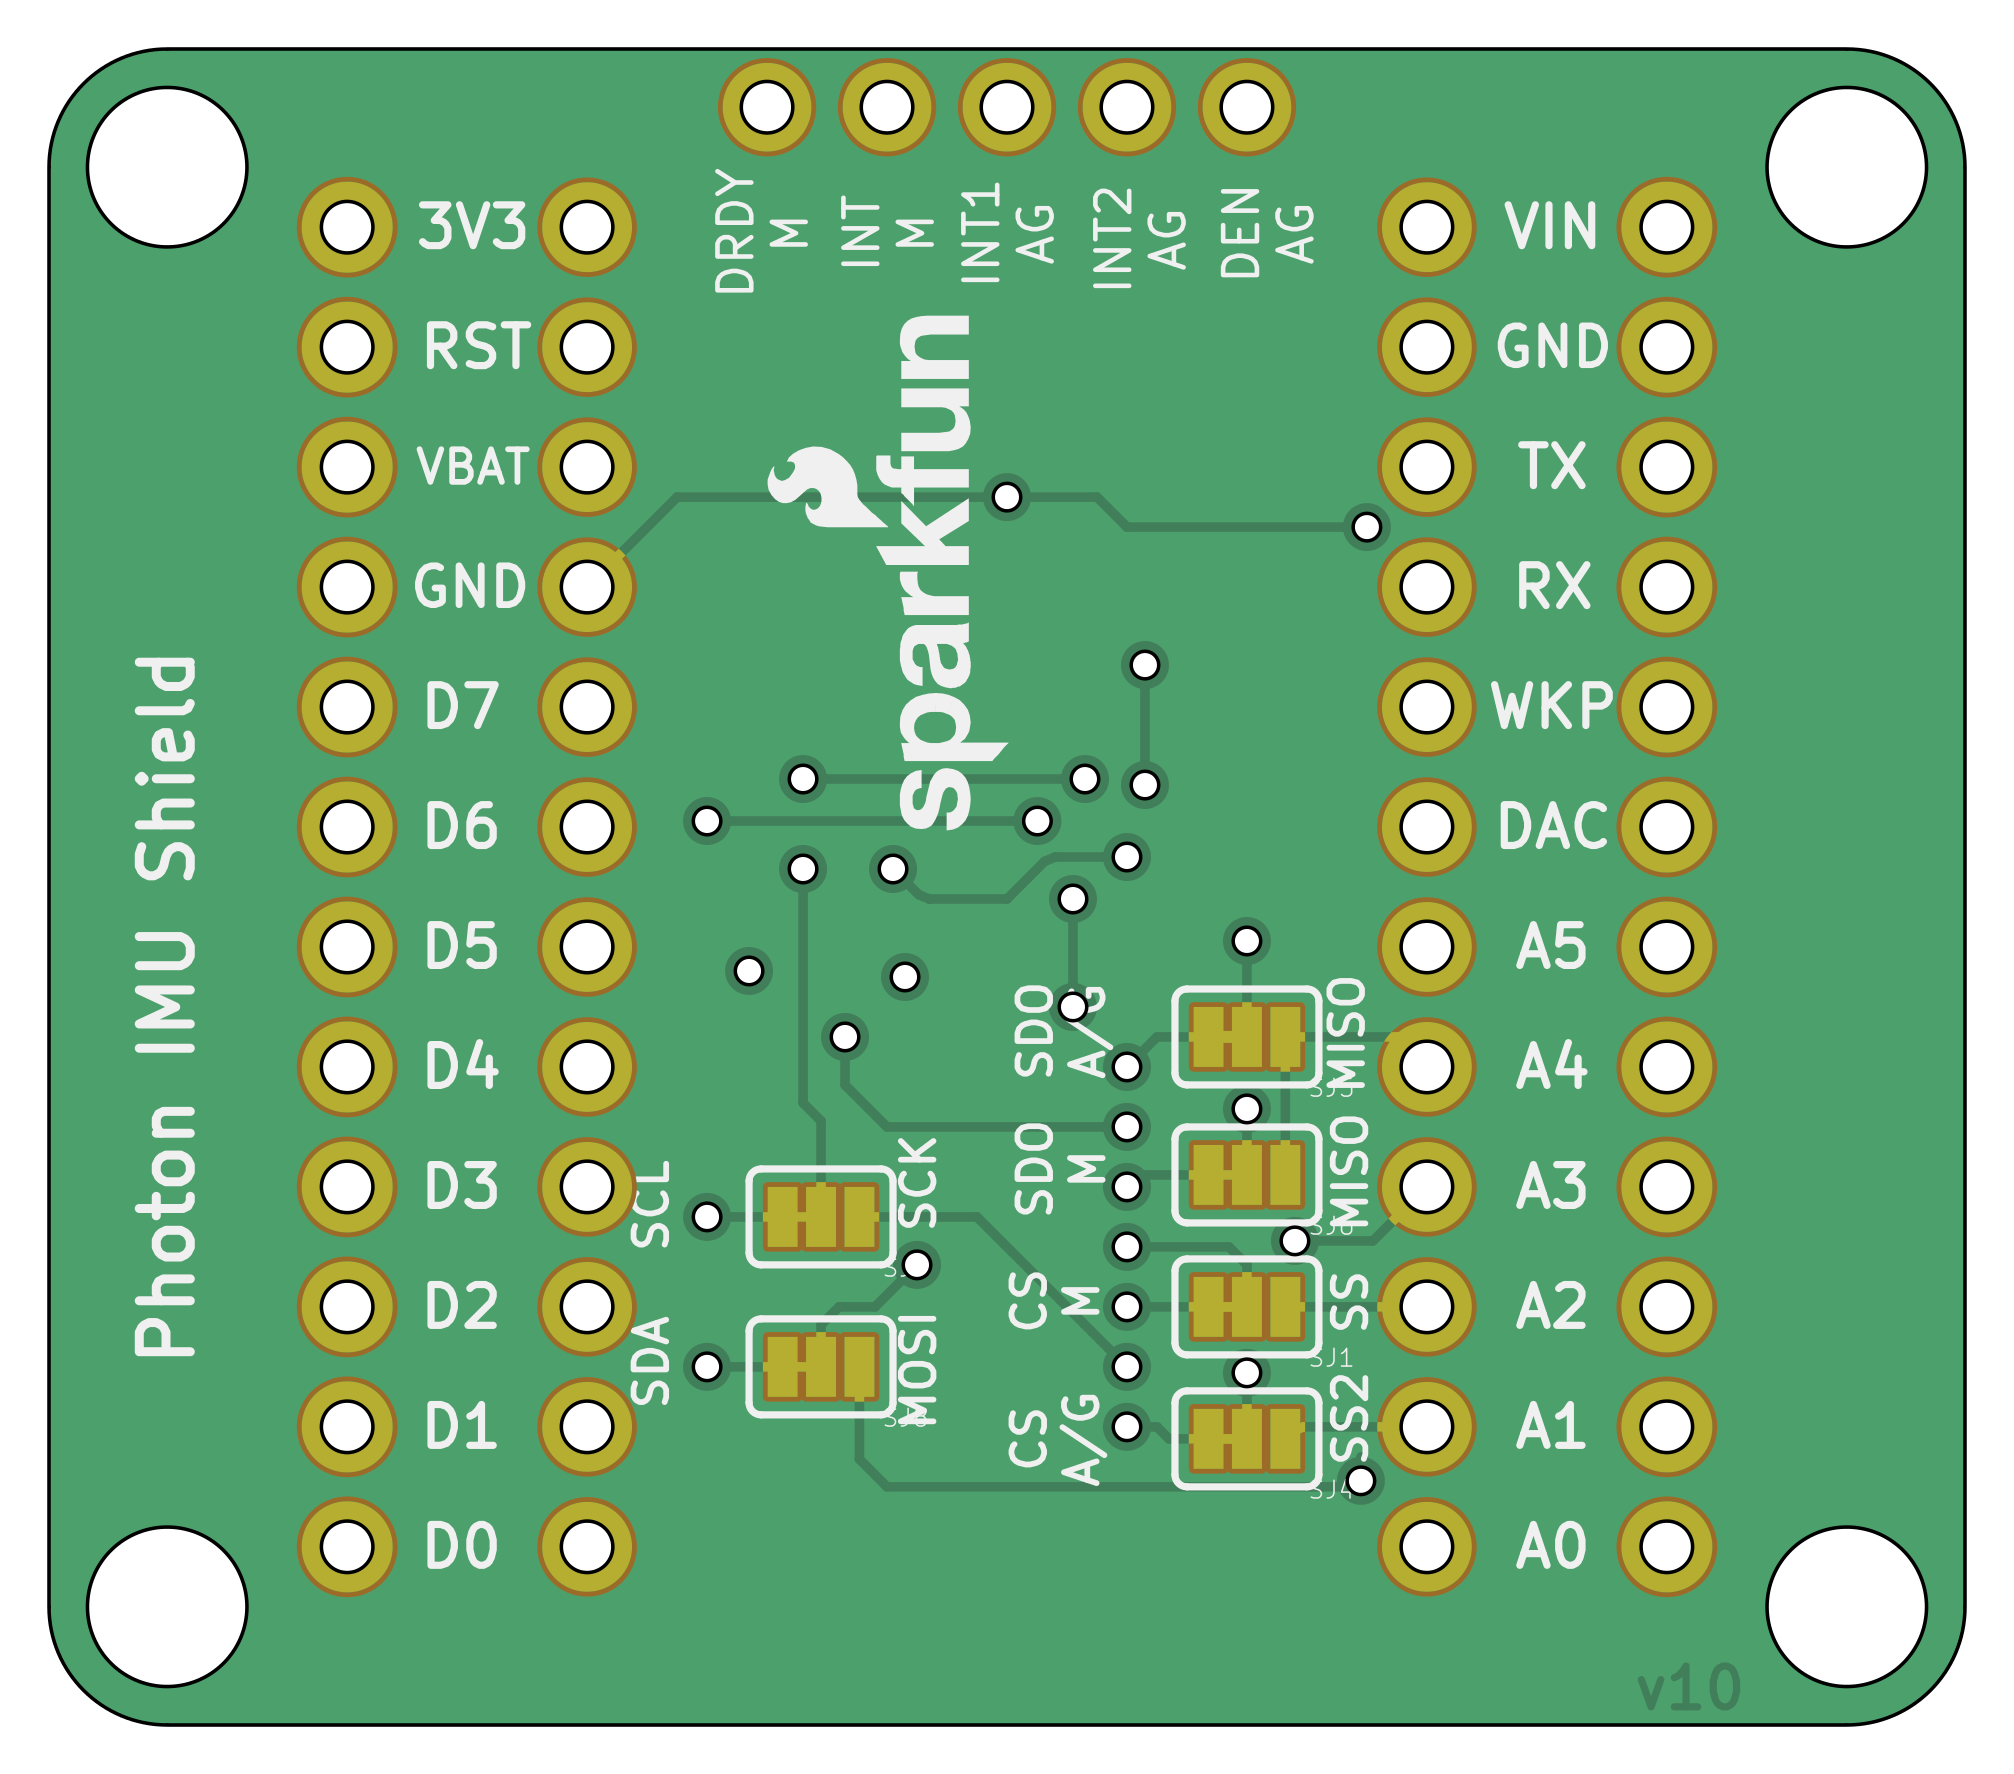 DRDY
M
INT
M
INT1
AG
INT2
AG
DEN
AG
3V3
RST
VBAT
GND
D7
D6
D5
D4
D3
D2
D1
D0
VIN
GND
TX
RX
WKP
DAC
A5
A4
A3
A2
A1
A0
sparkfun
Photon IMU Shield
SCL
SCK
SDA
MOSI
SDO
A/G
MISO
SDO
M
MISO
CS
M
SS
SJ1
CS
A/G
SS2
SJ4
v10